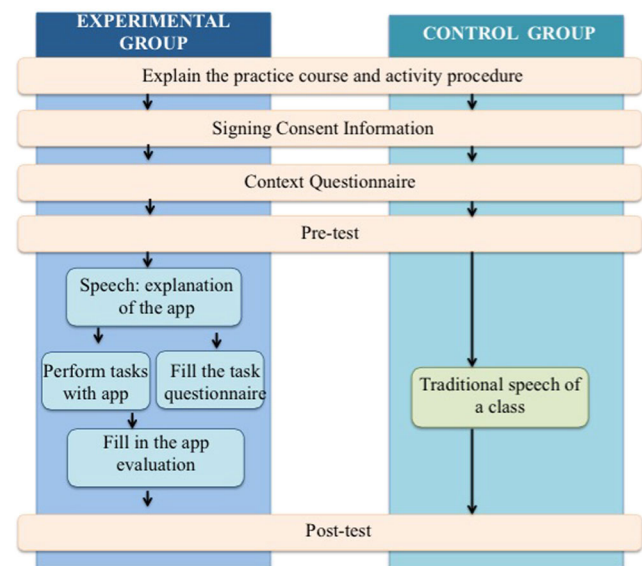 EXPERIMENTAL
GROUP
CONTROL GROUP
Explain the practice course and activity procedure
Signing Consent Information
Context Questionnaire
Pre-test
Speech: explanation
of the app
Perform tasks
with app
Fill the task
questionnaire
Traditional speech of
a class
Fill in the app
evaluation
Post-test